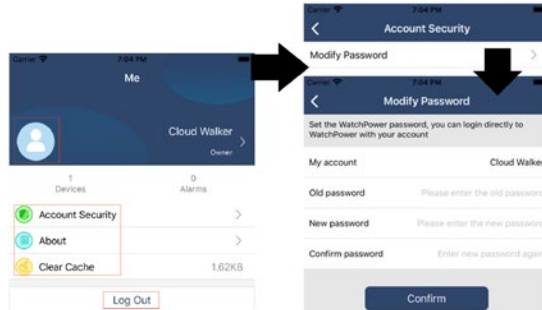 Carrier 7:04 PM
Me
Cloud Walker
Owner
1
Devices
0
Alarms
Account Security
About
Clear Cache 1.62KB
Log Out
Carrier 7:04 PM
Account Security
Modify Password
Carrier 7:04 PM
Modify Password
Set the WatchPower password, you can login directly to
WatchPower with your account
My account Cloud Walker
Old password Please enter the old password
New password Please enter the new password
Confirm password Enter new password again
Confirm